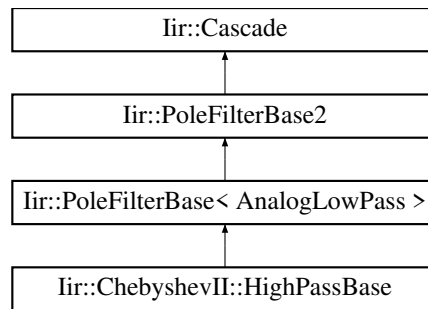 Iir::Cascade
Iir::PoleFilterBase2
Iir::PoleFilterBase< AnalogLowPass >
Iir::ChebyshevII::HighPassBase